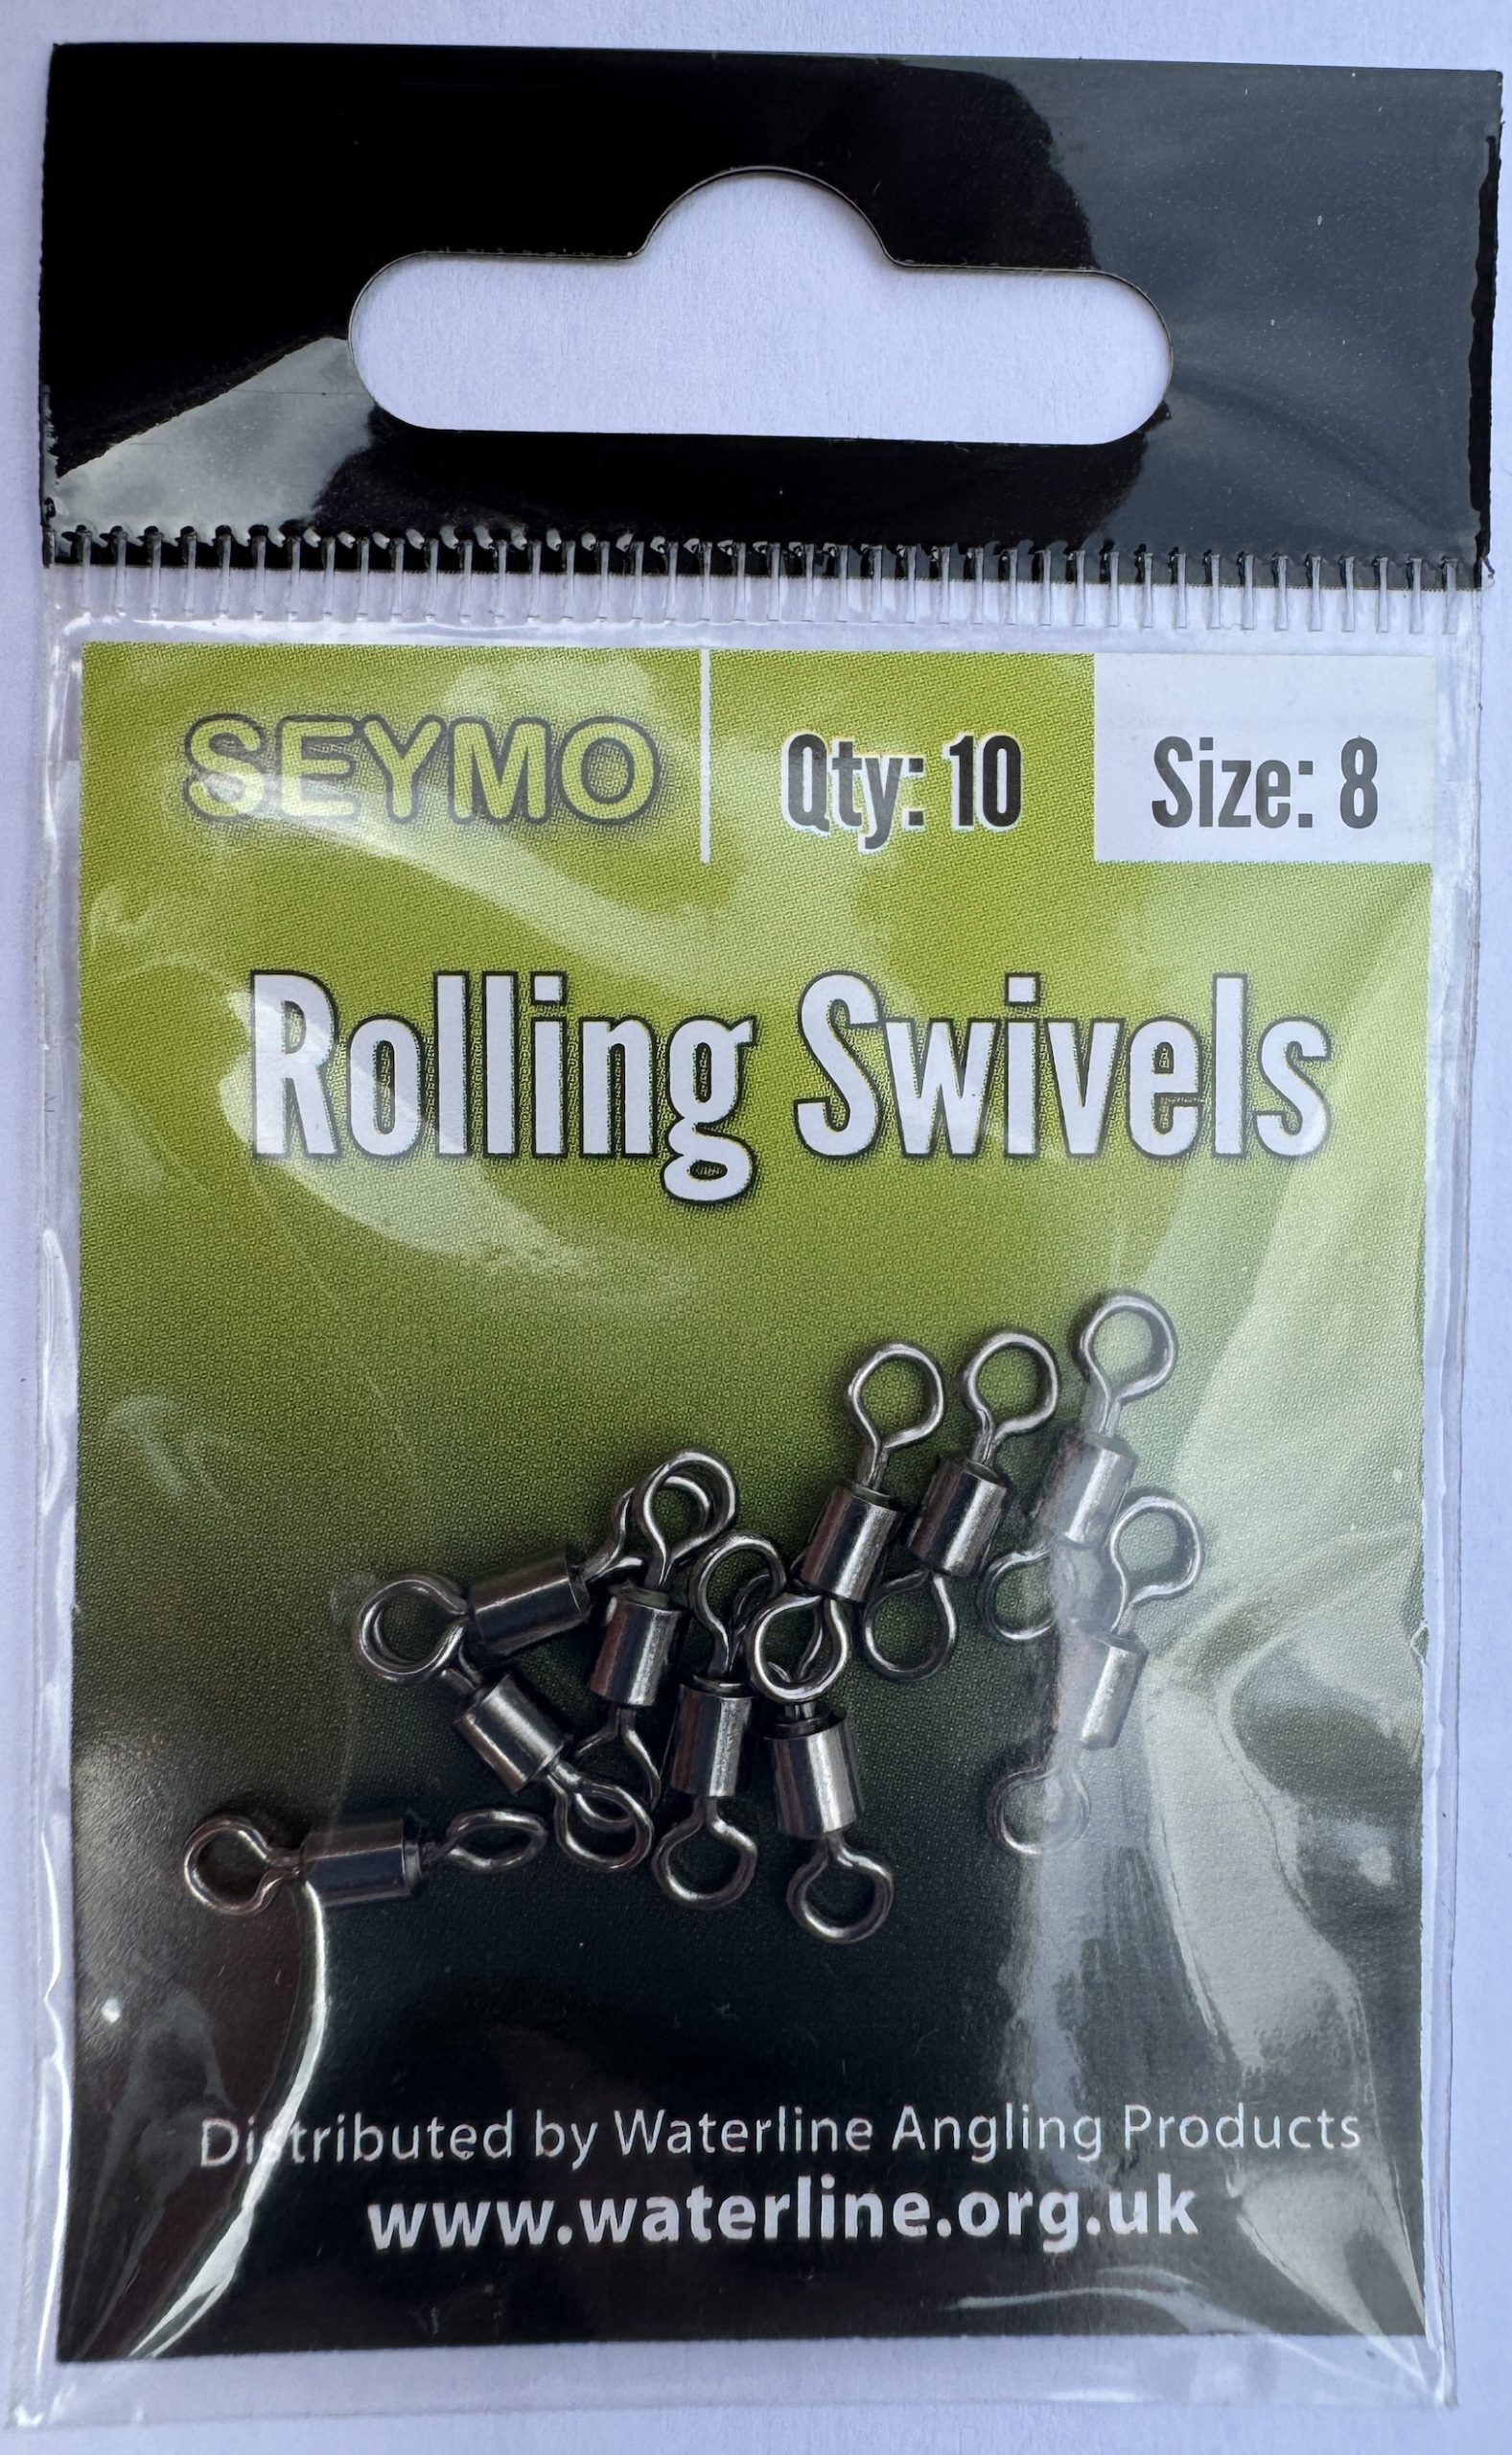 SEYMO
Qty: 10
Size: 8
Rolling Swivels
Distributed by Waterline Angling Products
www.waterline.org.uk